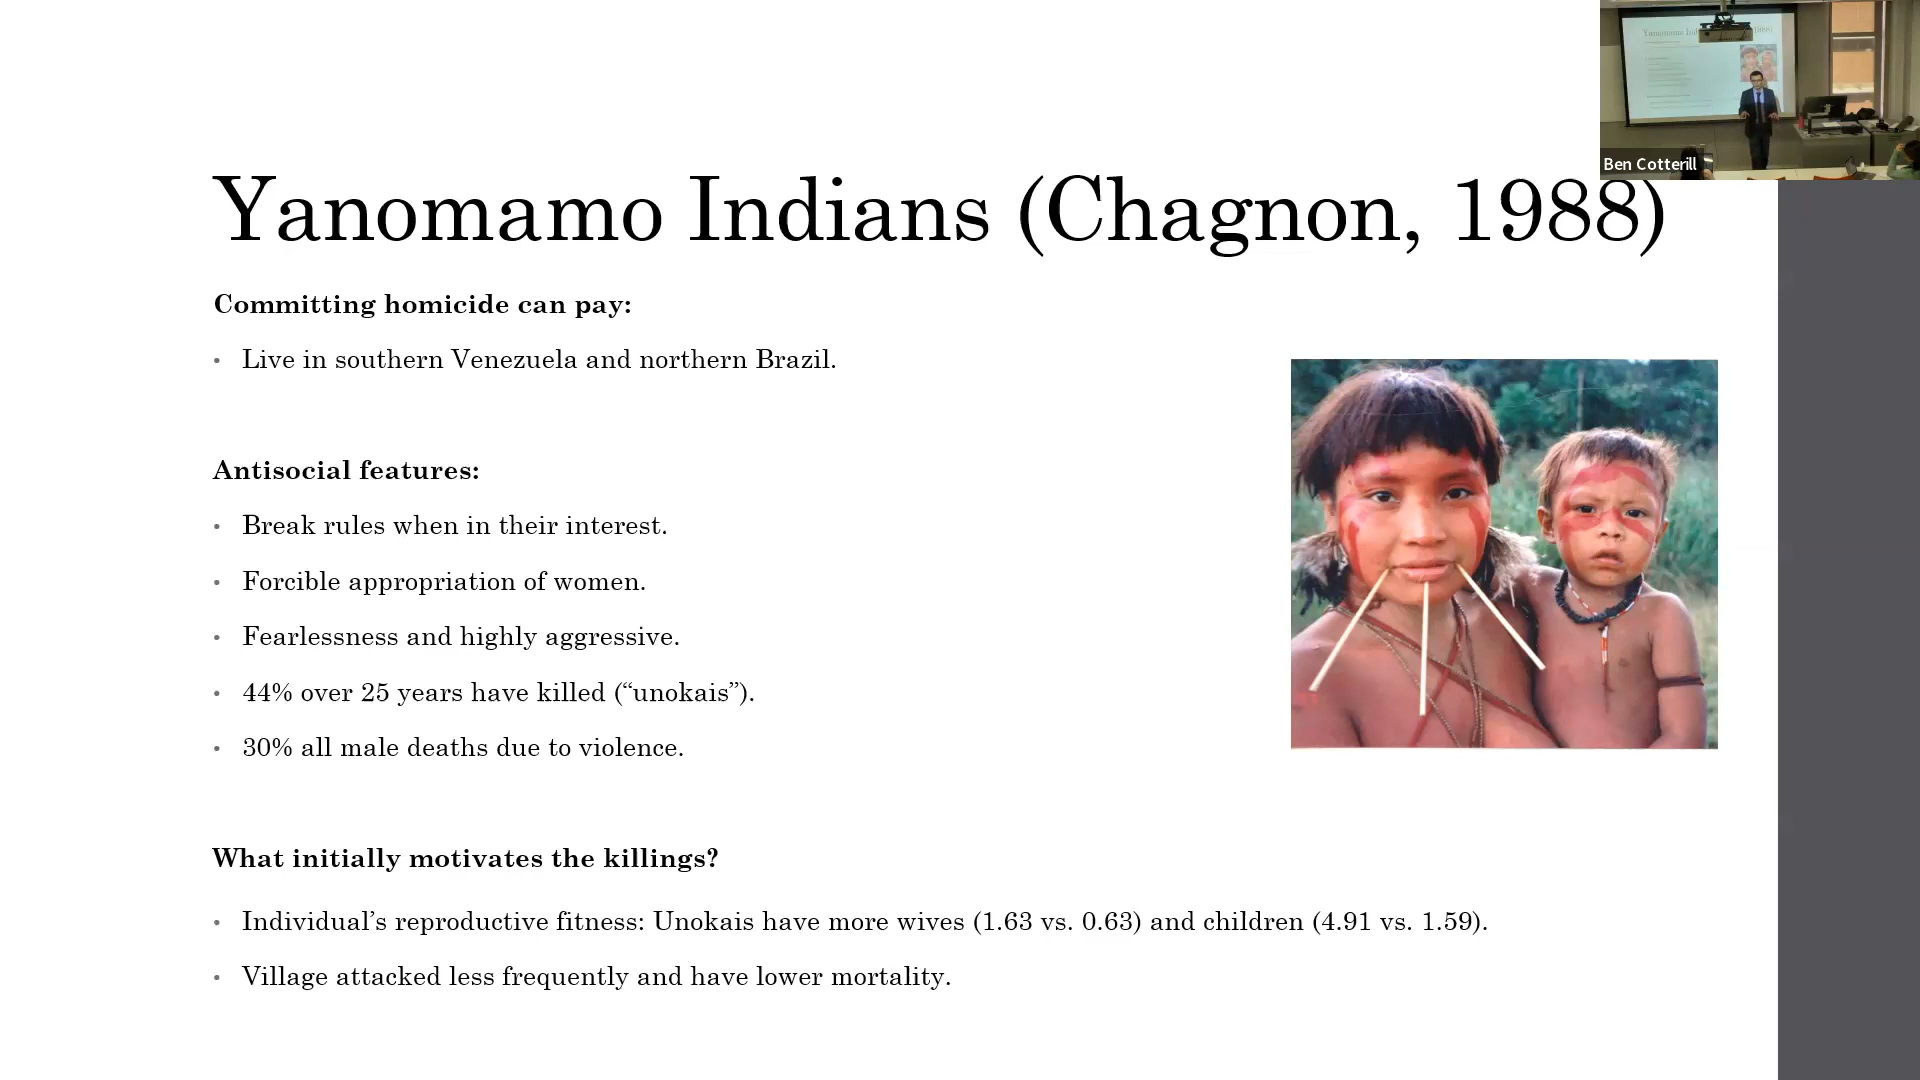 Ben Cotterill
Yanomamo Indians (Chagnon, 1988)
Committing homicide can pay:
• Live in southern Venezuela and northern Brazil.
Antisocial features:
• Break rules when in their interest.
• Forcible appropriation of women.
• Fearlessness and highly aggressive.
• 44% over 25 years have killed (“unokais”).
• 30% all male deaths due to violence.
What initially motivates the killings?
• Individual’s reproductive fitness: Unokais have more wives (1.63 vs. 0.63) and children (4.91 vs. 1.59).
• Village attacked less frequently and have lower mortality.